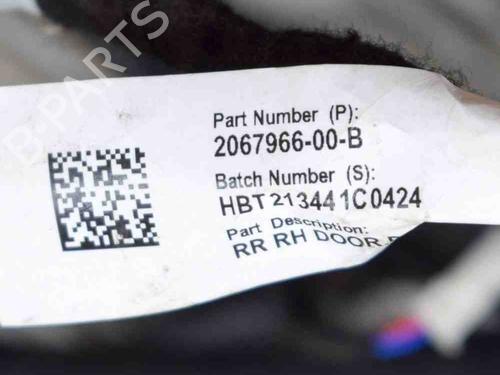 B-PARTS
Part Number (P):
2067966-00-B
Batch Number (S):
HBT213441C0424
Part Description:
RR RH DOOR